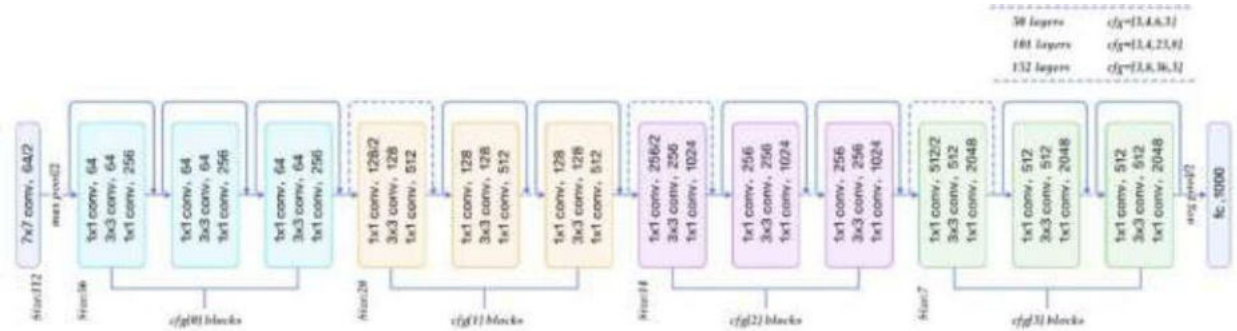 50 layers cfg=[3,4,6,3]
101 layers cfg=[3,4,23,8]
152 layers cfg=[3,8,36,3]
7x7 conv, 64/2
max pool/2
1x1 conv, 64
3x3 conv, 64
1x1 conv, 256
1x1 conv, 64
3x3 conv, 64
1x1 conv, 256
1x1 conv, 64
3x3 conv, 64
1x1 conv, 256
1x1 conv, 128/2
3x3 conv, 128
1x1 conv, 512
1x1 conv, 128
3x3 conv, 128
1x1 conv, 512
1x1 conv, 128
3x3 conv, 128
1x1 conv, 512
1x1 conv, 256/2
3x3 conv, 256
1x1 conv, 1024
1x1 conv, 256
3x3 conv, 256
1x1 conv, 1024
1x1 conv, 256
3x3 conv, 256
1x1 conv, 1024
1x1 conv, 512/2
3x3 conv, 512
1x1 conv, 2048
1x1 conv, 512
3x3 conv, 512
1x1 conv, 2048
1x1 conv, 512
3x3 conv, 512
1x1 conv, 2048
avg pool/2
fc, 1000
Size:112
Size:56
cfg[0] blocks
Size:28
cfg[1] blocks
Size:14
cfg[2] blocks
Size:7
cfg[3] blocks